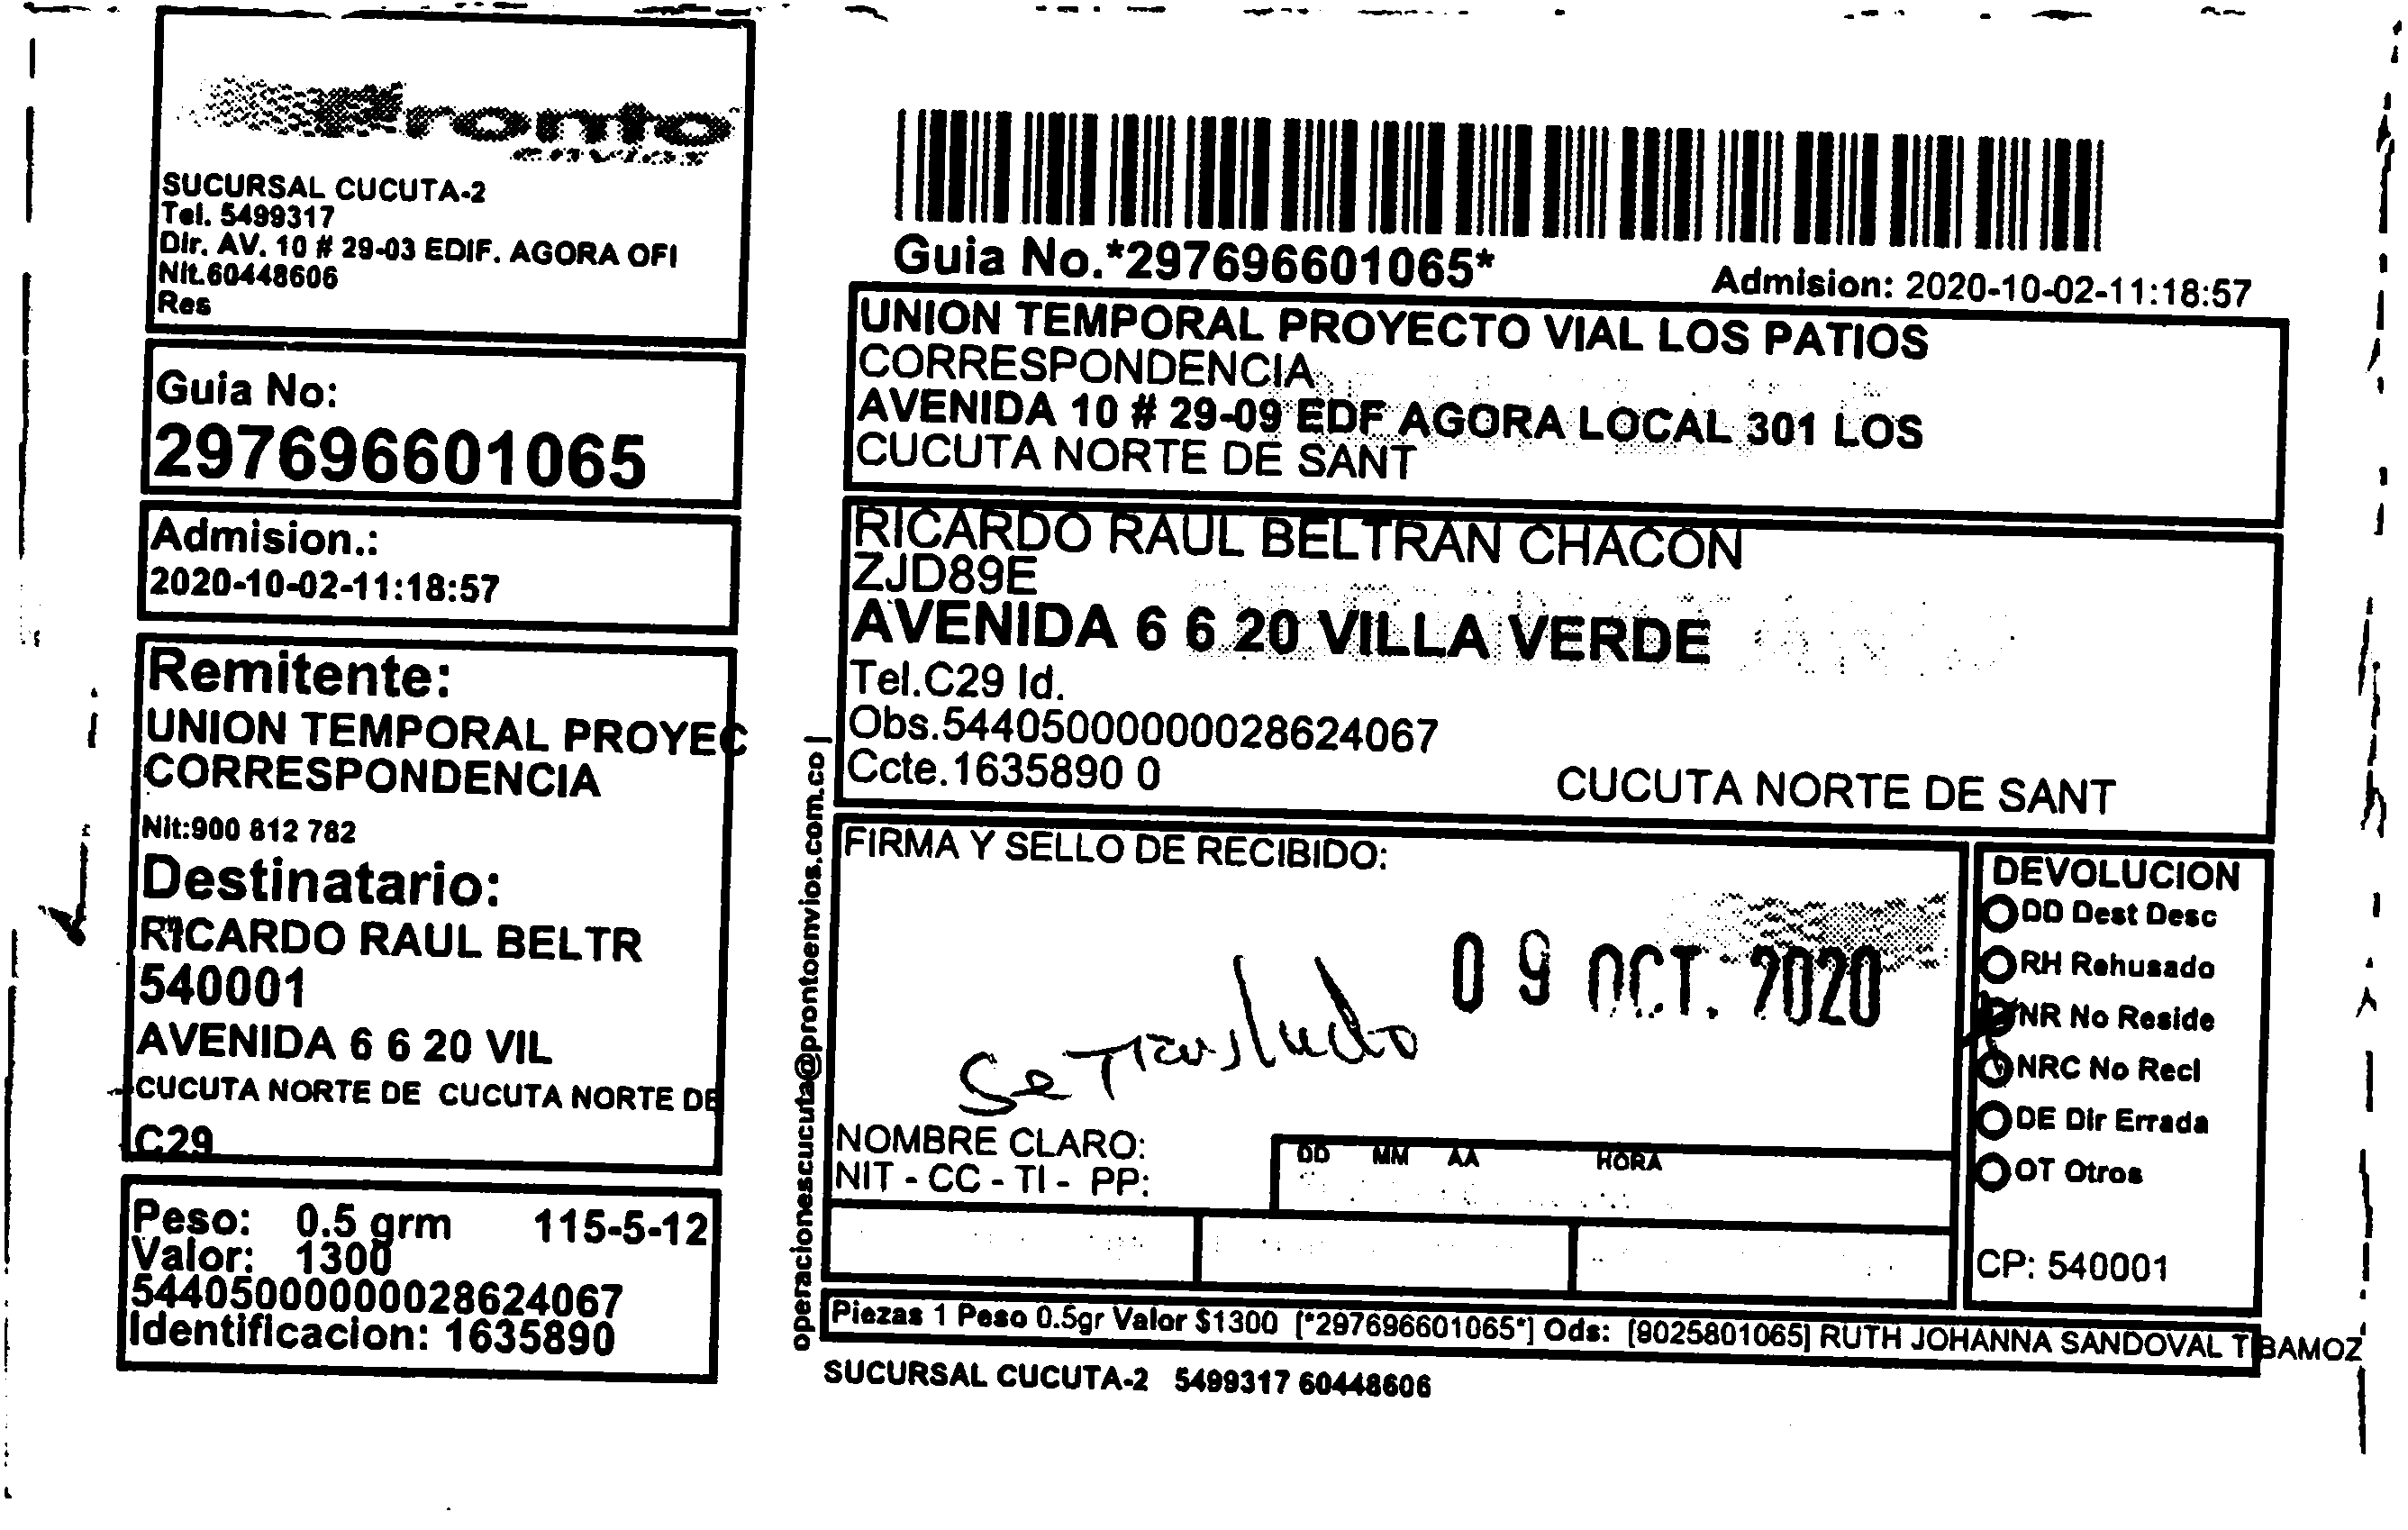 Pronto
envios
SUCURSAL CUCUTA-2
Tel. 5499317
Dir. AV. 10 # 29-03 EDIF. AGORA OFI
Nit.60448606
Res
Guia No:
297696601065
Admision.:
2020-10-02-11:18:57
Remitente:
UNION TEMPORAL PROYEC
CORRESPONDENCIA
Nit:900 812 782
Destinatario:
RICARDO RAUL BELTR
540001
AVENIDA 6 6 20 VIL
CUCUTA NORTE DE CUCUTA NORTE DE
C29
Peso: 0.5 grm 115-5-12
Valor: 1300
544050000000028624067
Identificacion: 1635890
operacionescucuta@prontoenvios.com.co |
Guia No.*297696601065*
Admision: 2020-10-02-11:18:57
UNION TEMPORAL PROYECTO VIAL LOS PATIOS
CORRESPONDENCIA
AVENIDA 10 # 29-09 EDF AGORA LOCAL 301 LOS
CUCUTA NORTE DE SANT
RICARDO RAUL BELTRAN CHACON
ZJD89E
AVENIDA 6 6 20 VILLA VERDE
Tel.C29 Id.
Obs.544050000000028624067
Ccte.1635890 0
CUCUTA NORTE DE SANT
FIRMA Y SELLO DE RECIBIDO:
09 OCT. 2020
Se Trasludo
NOMBRE CLARO:
NIT - CC - TI - PP:
DD MM AA HORA
DEVOLUCION
DD Dest Desc
RH Rehusado
NR No Reside
NRC No Recl
DE Dir Errada
OT Otros
CP: 540001
Piezas 1 Peso 0.5gr Valor $1300 [*297696601065*] Ods: [9025801065] RUTH JOHANNA SANDOVAL TIBAMOZ
SUCURSAL CUCUTA-2 5499317 60448606